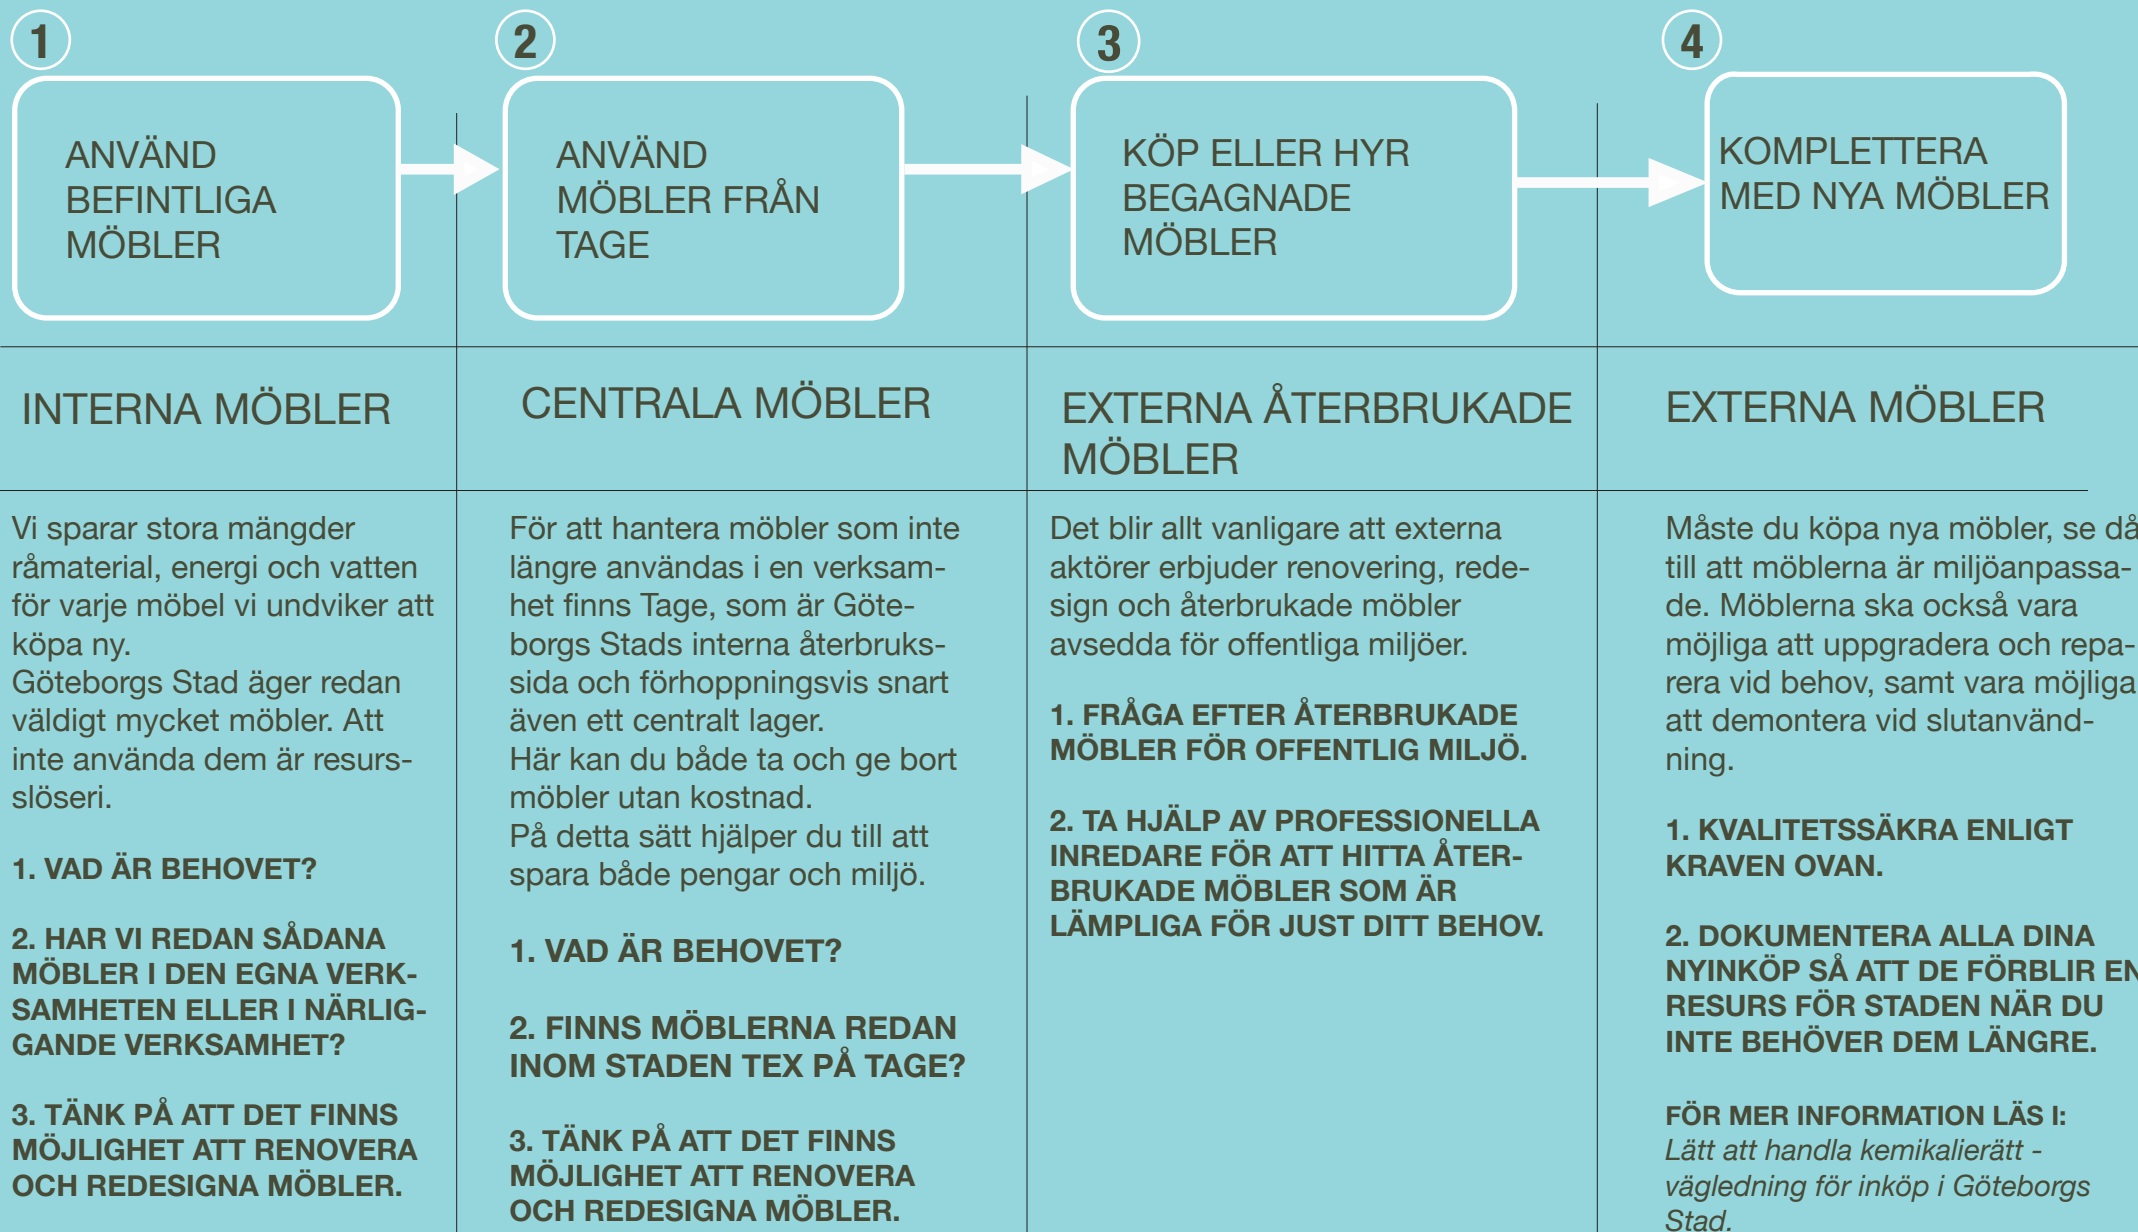 1
ANVÄND
BEFINTLIGA
MÖBLER
2
ANVÄND
MÖBLER FRÅN
TAGE
3
KÖP ELLER HYR
BEGAGNADE
MÖBLER
4
KOMPLETTERA
MED NYA MÖBLER
INTERNA MÖBLER
Vi sparar stora mängder
råmaterial, energi och vatten
för varje möbel vi undviker att
köpa ny.
Göteborgs Stad äger redan
väldigt mycket möbler. Att
inte använda dem är resurs-
slöseri.
1. VAD ÄR BEHOVET?
2. HAR VI REDAN SÅDANA
MÖBLER I DEN EGNA VERK-
SAMHETEN ELLER I NÄRLIG-
GANDE VERKSAMHET?
3. TÄNK PÅ ATT DET FINNS
MÖJLIGHET ATT RENOVERA
OCH REDESIGNA MÖBLER.
CENTRALA MÖBLER
För att hantera möbler som inte
längre användas i en verksam-
het finns Tage, som är Göte-
borgs Stads interna återbruks-
sida och förhoppningsvis snart
även ett centralt lager.
Här kan du både ta och ge bort
möbler utan kostnad.
På detta sätt hjälper du till att
spara både pengar och miljö.
1. VAD ÄR BEHOVET?
2. FINNS MÖBLERNA REDAN
INOM STADEN TEX PÅ TAGE?
3. TÄNK PÅ ATT DET FINNS
MÖJLIGHET ATT RENOVERA
OCH REDESIGNA MÖBLER.
EXTERNA ÅTERBRUKADE
MÖBLER
Det blir allt vanligare att externa
aktörer erbjuder renovering, rede-
sign och återbrukade möbler
avsedda för offentliga miljöer.
1. FRÅGA EFTER ÅTERBRUKADE
MÖBLER FÖR OFFENTLIG MILJÖ.
2. TA HJÄLP AV PROFESSIONELLA
INREDARE FÖR ATT HITTA ÅTER-
BRUKADE MÖBLER SOM ÄR
LÄMPLIGA FÖR JUST DITT BEHOV.
EXTERNA MÖBLER
Måste du köpa nya möbler, se då
till att möblerna är miljöanpassa-
de. Möblerna ska också vara
möjliga att uppgradera och repa-
rera vid behov, samt vara möjliga
att demontera vid slutanvänd-
ning.
1. KVALITETSSÄKRA ENLIGT
KRAVEN OVAN.
2. DOKUMENTERA ALLA DINA
NYINKÖP SÅ ATT DE FÖRBLIR EN
RESURS FÖR STADEN NÄR DU
INTE BEHÖVER DEM LÄNGRE.
FÖR MER INFORMATION LÄS I:
Lätt att handla kemikalierätt -
vägledning för inköp i Göteborgs
Stad.